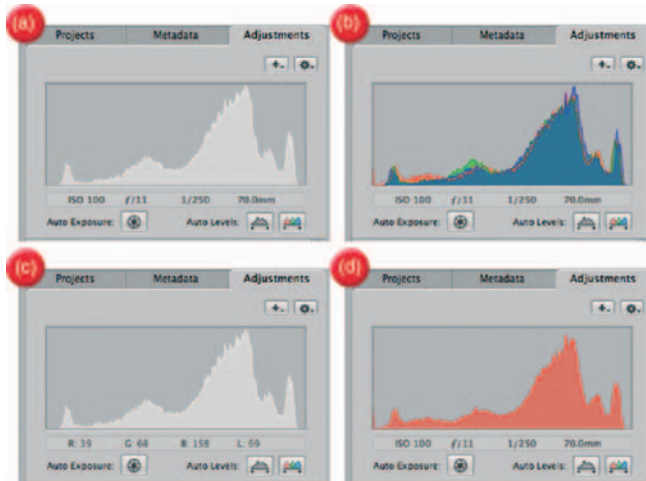 (a)
Projects Metadata Adjustments
ISO 100 f/11 1/250 70.0mm
Auto Exposure: Auto Levels:
(b)
Projects Metadata Adjustments
ISO 100 f/11 1/250 70.0mm
Auto Exposure: Auto Levels:
(c)
Projects Metadata Adjustments
R: 39 G: 68 B: 158 L: 69
Auto Exposure: Auto Levels:
(d)
Projects Metadata Adjustments
ISO 100 f/11 1/250 70.0mm
Auto Exposure: Auto Levels: